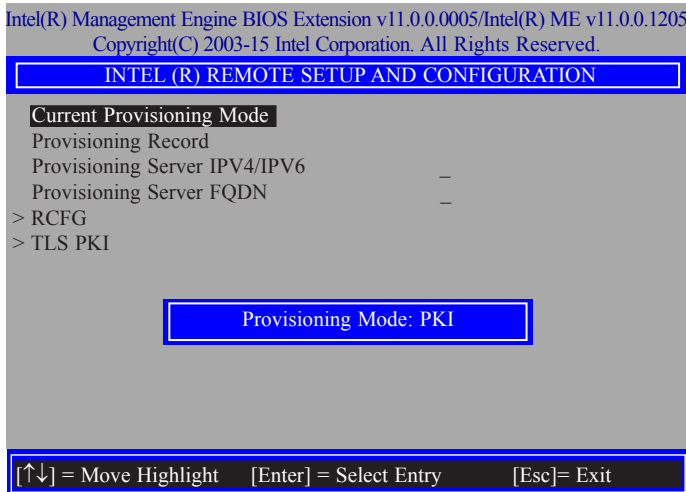 Intel(R) Management Engine BIOS Extension v11.0.0.0005/Intel(R) ME v11.0.0.1205
Copyright(C) 2003-15 Intel Corporation. All Rights Reserved.
INTEL (R) REMOTE SETUP AND CONFIGURATION
Current Provisioning Mode
Provisioning Record
Provisioning Server IPV4/IPV6 _
Provisioning Server FQDN _
> RCFG
> TLS PKI
Provisioning Mode: PKI
[↑↓] = Move Highlight [Enter] = Select Entry [Esc]= Exit